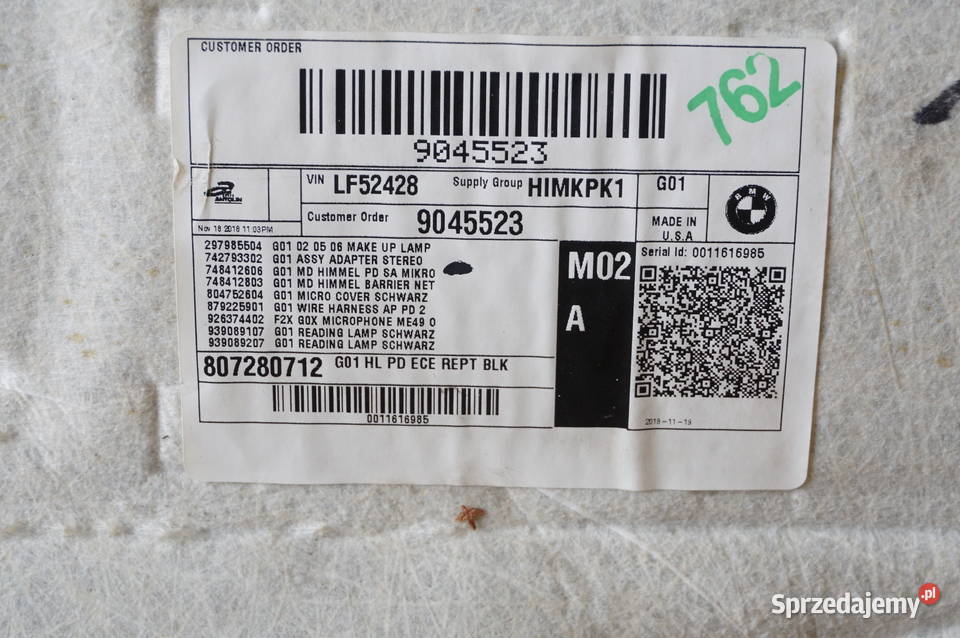 CUSTOMER ORDER
762
9045523
ANTOLIN
VIN LF52428 Supply Group HIMKPK1 G01
BMW
Customer Order 9045523
MADE IN
U.S.A
Nov 18 2018 11:03PM
Serial Id: 0011616985
297985504 G01 02 05 06 MAKE UP LAMP
742793302 G01 ASSY ADAPTER STEREO
748412606 G01 MD HIMMEL PD SA MIKRO
748412803 G01 MD HIMMEL BARRIER NET
804752604 G01 MICRO COVER SCHWARZ
879225901 G01 WIRE HARNESS AP PD 2
926374402 F2X G0X MICROPHONE ME49 0
939089107 G01 READING LAMP SCHWARZ
939089207 G01 READING LAMP SCHWARZ
M02
A
807280712 G01 HL PD ECE REPT BLK
0011616985
2018-11-19
Sprzedajemy.pl